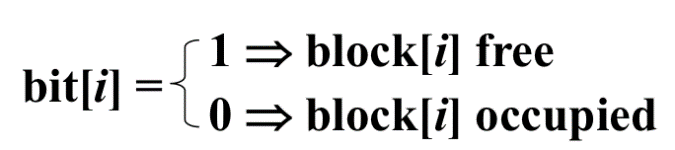 bit[i] = { 1 ⇒ block[i] free
0 ⇒ block[i] occupied